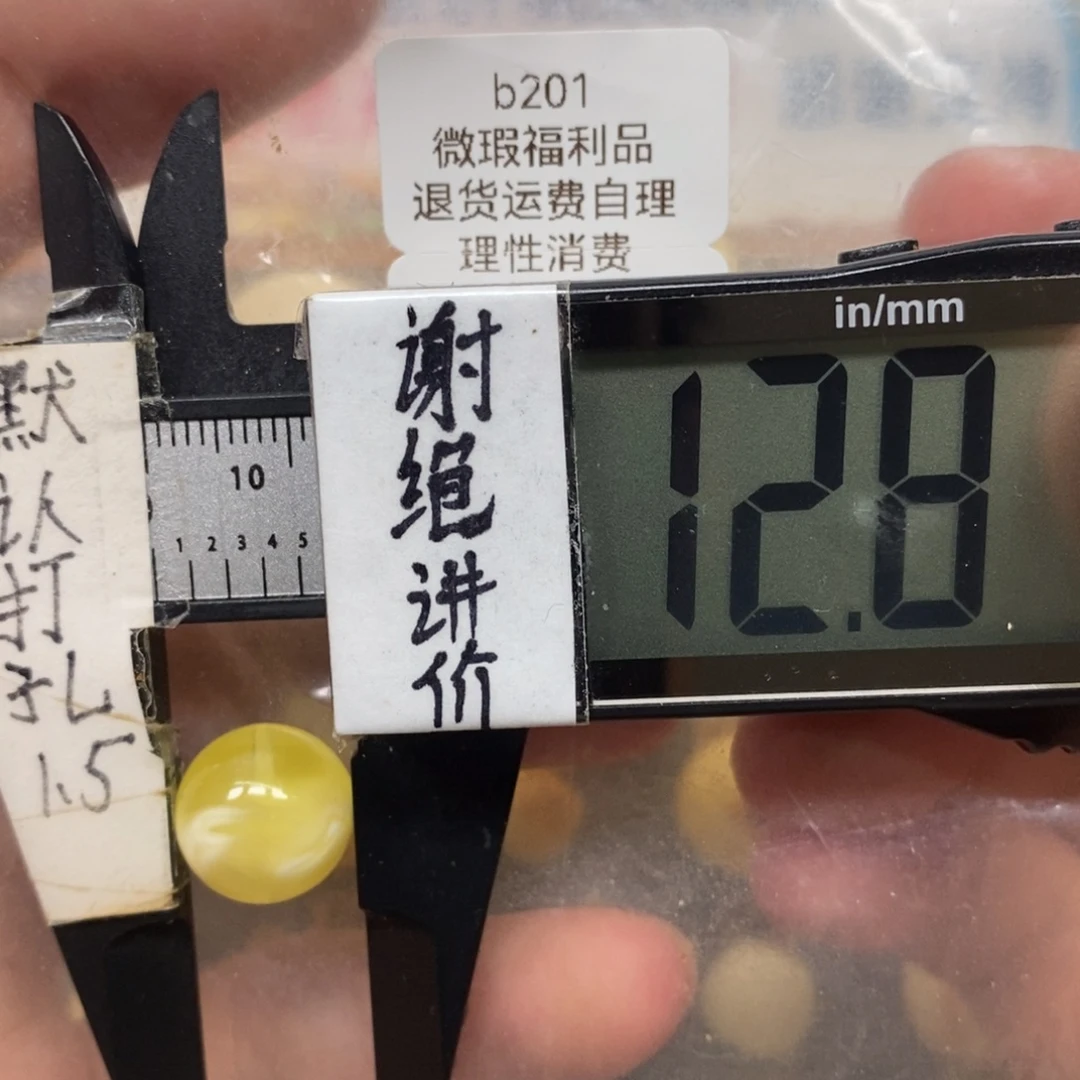 b201
微瑕福利品
退货运费自理
理性消费
in/mm
12.8
谢
绝
讲
价
默
认
打
孔
1.5
10
1 2 3 4 5